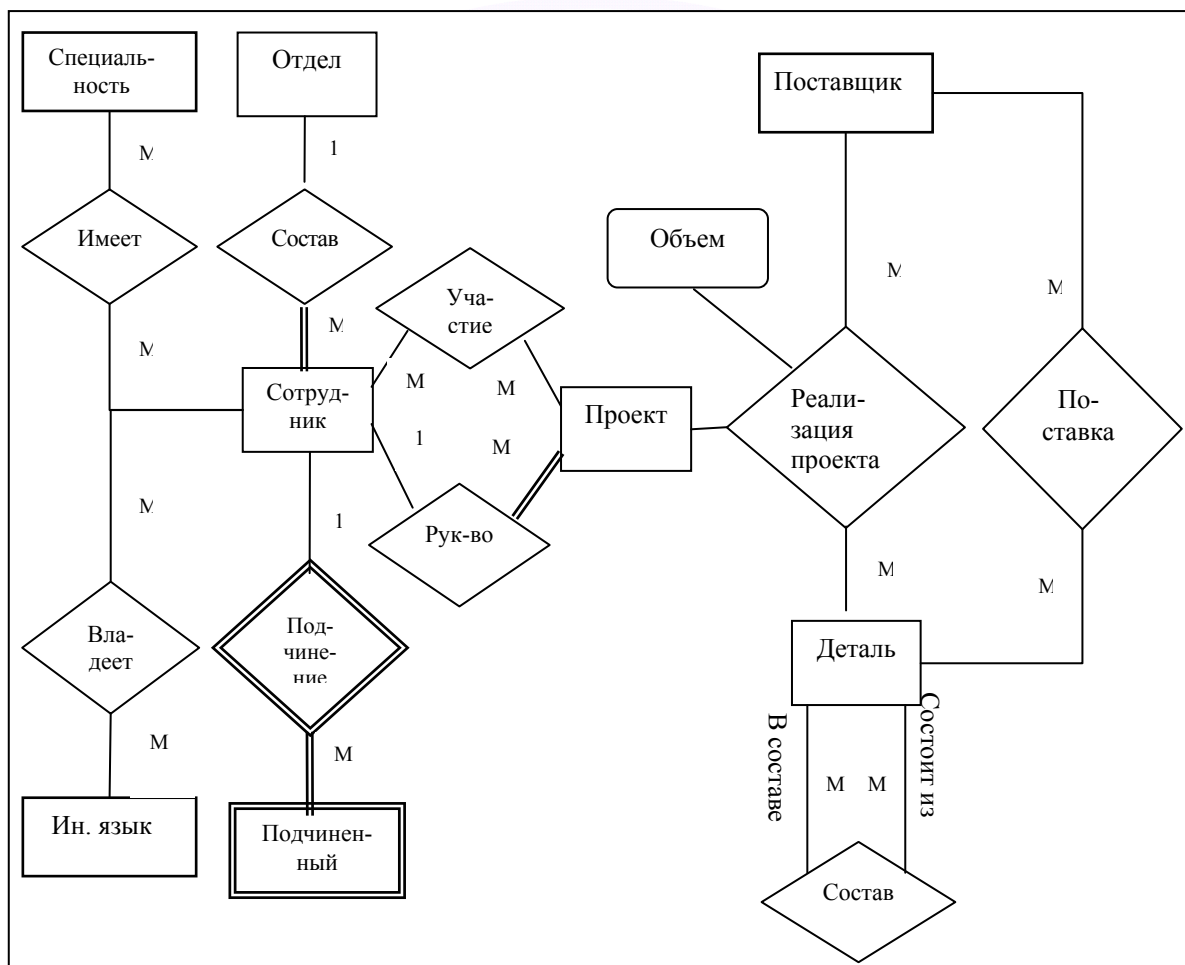 Специаль-
ность
Отдел
Поставщик
М
1
Имеет
Состав
Объем
М
М
М
М
Уча-
стие
Сотруд-
ник
М
М
Проект
Реали-
зация
проекта
По-
ставка
1
М
М
1
Рук-во
М
М
Вла-
деет
Под-
чине-
ние
Деталь
В составе
Состоит из
М
М
М
М
Ин. язык
Подчинен-
ный
Состав